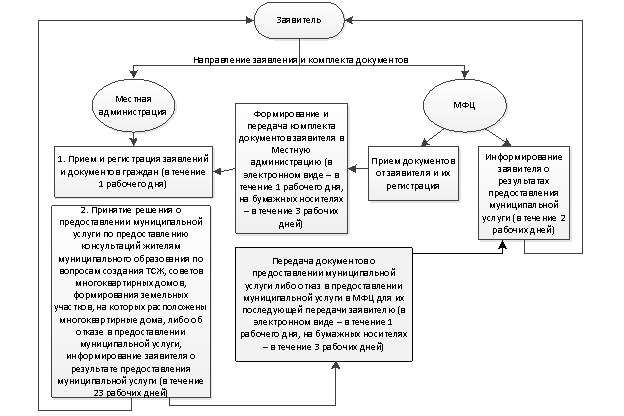 Заявитель
Направление заявления и комплекта документов
Местная
администрация
МФЦ
Формирование и
передача комплекта
документов заявителя в
Местную
администрацию (в
электронном виде – в
течение 1 рабочего дня,
на бумажных носителях
– в течение 3 рабочих
дней)
1. Прием и регистрация заявлений
и документов граждан (в течение
1 рабочего дня)
Прием документов
от заявителя и их
регистрация
Информирование
заявителя о
результатах
предоставления
муниципальной
услуги (в течение 2
рабочих дней)
2. Принятие решения о
предоставлении муниципальной
услуги по предоставлению
консультаций жителям
муниципального образования по
вопросам создания ТСЖ, советов
многоквартирных домов,
формирования земельных
участков, на которых расположены
многоквартирные дома, либо об
отказе в предоставлении
муниципальной услуги,
информирование заявителя о
результате предоставления
муниципальной услуги (в течение
23 рабочих дней)
Передача документов о
предоставлении муниципальной
услуги либо отказ в предоставлении
муниципальной услуги в МФЦ для их
последующей передачи заявителю (в
электронном виде – в течение 1
рабочего дня, на бумажных носителях
– в течение 3 рабочих дней)